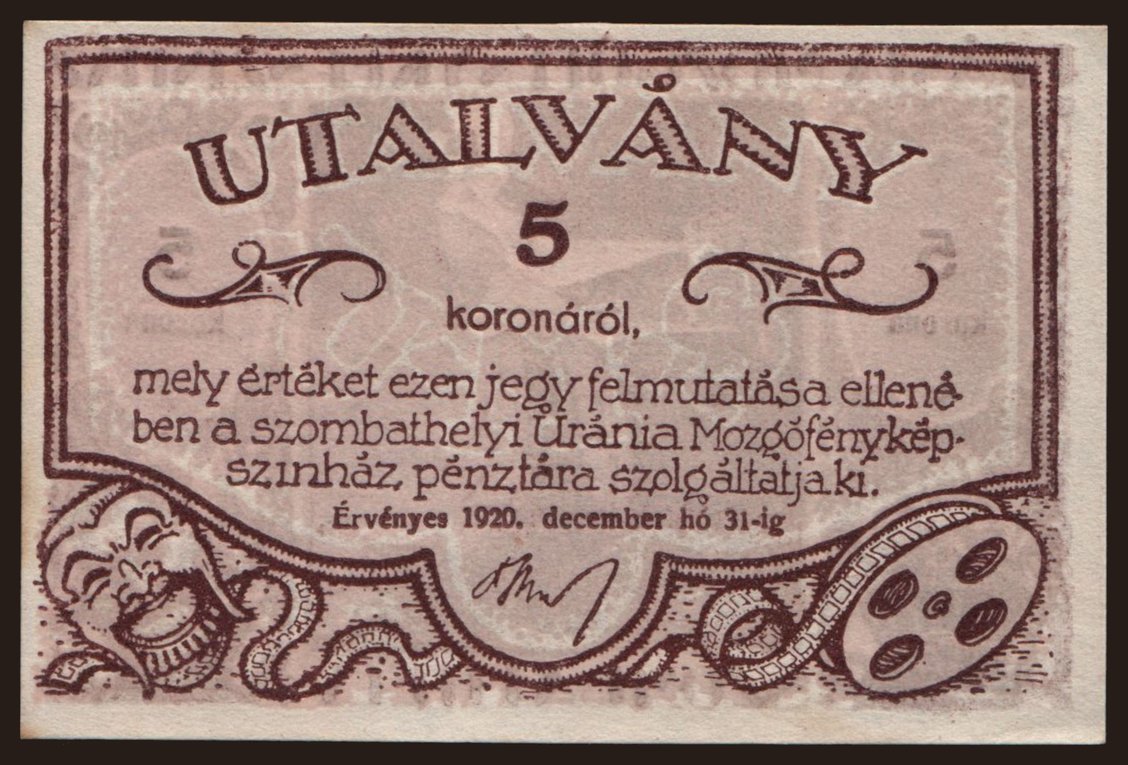 UTALVÁNY
5
koronáról,
mely értéket ezen jegy felmutatása ellené-
ben a szombathelyi Uránia Mozgófénykép-
szinház pénztára szolgáltatja ki.
Érvényes 1920. december hó 31-ig